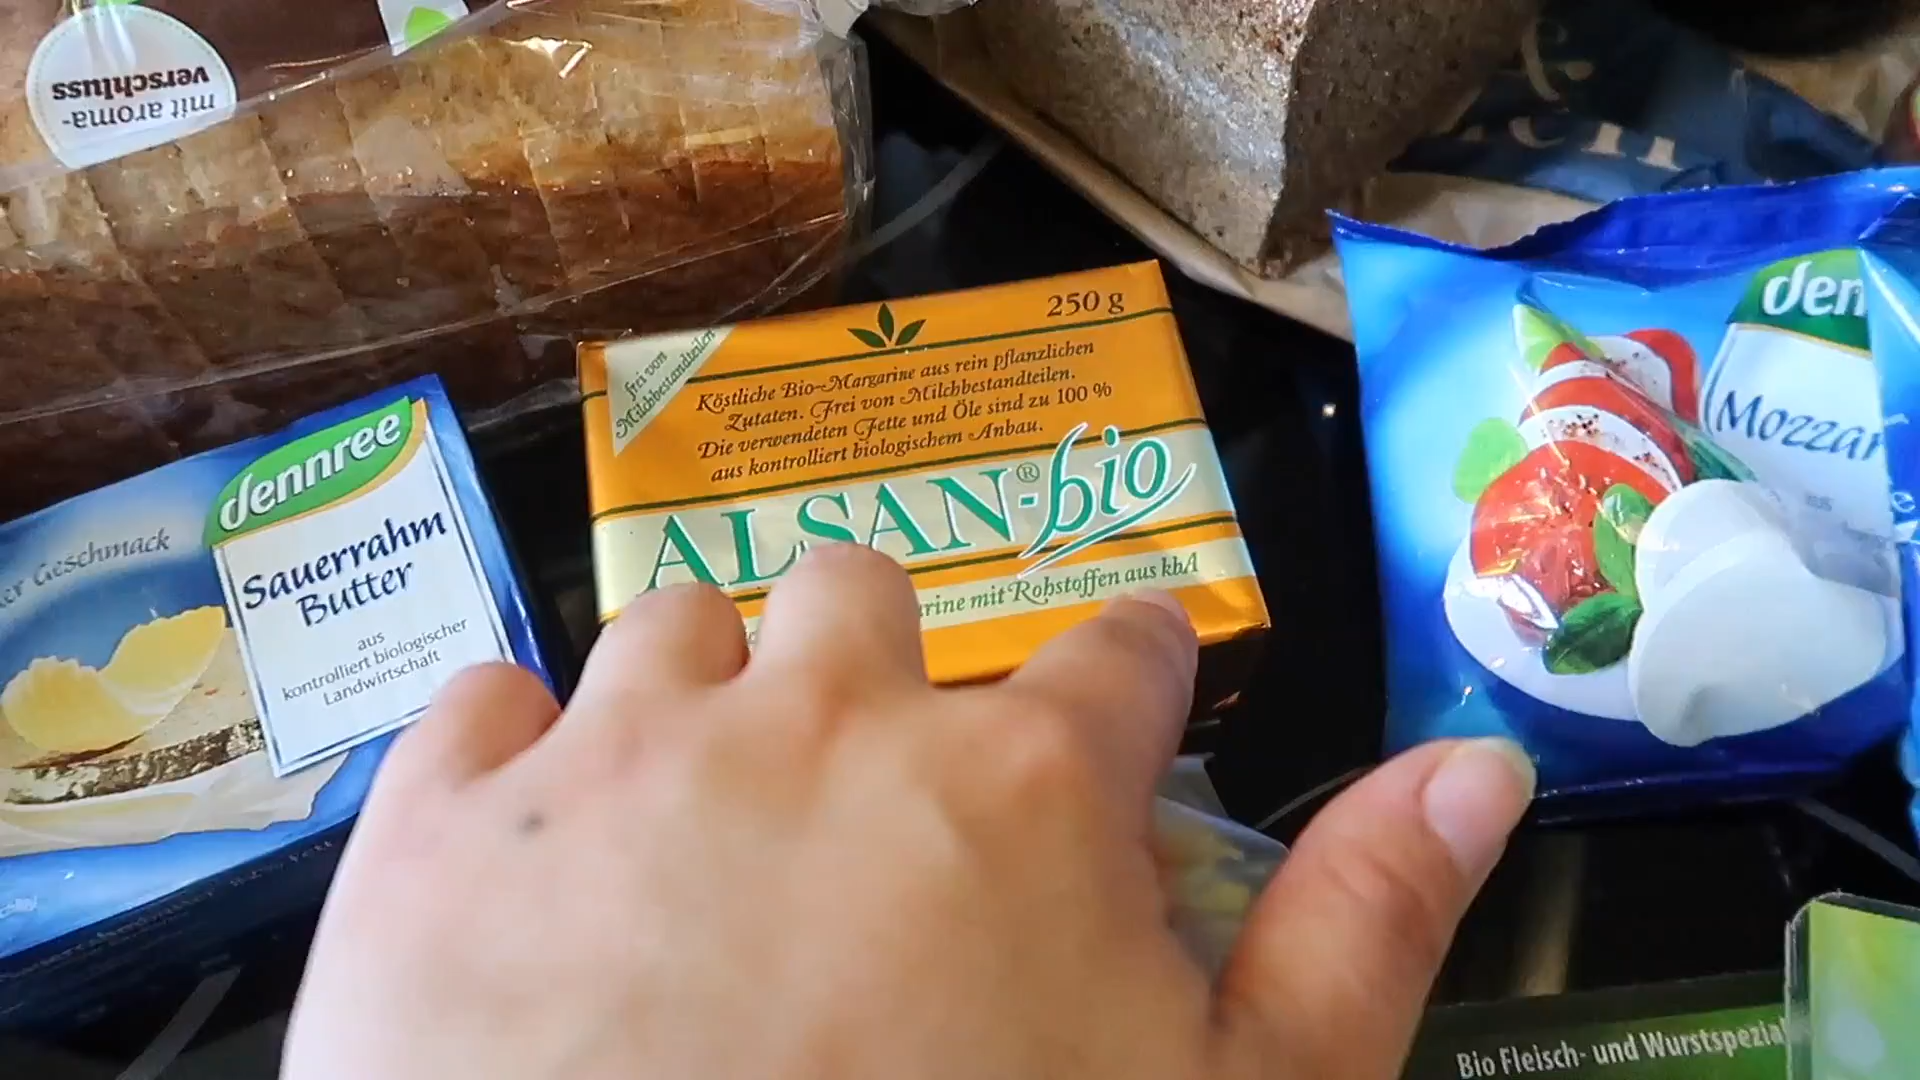 mit aroma-
verschluss
dennree
Sauerrahm
Butter
aus
kontrolliert biologischer
Landwirtschaft
Geschmack
250 g
frei von
Milchbestandteilen
Köstliche Bio-Margarine aus rein pflanzlichen
Zutaten. Frei von Milchbestandteilen.
Die verwendeten Fette und Öle sind zu 100 %
aus kontrolliert biologischem Anbau.
ALSAN®-bio
mit Rohstoffen aus kbA
den
Mozzar
aus
Bio Fleisch- und Wurstspezial